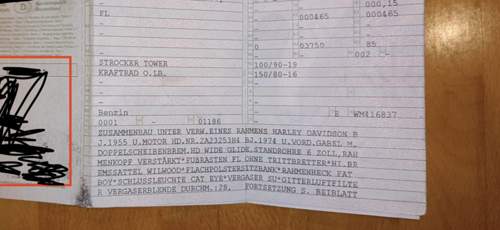 D
000,15
FL - 000465 000465
0 03750 85
- 002 -
STROCKER TOWER 100/90-19
KRAFTRAD O.LB. 150/80-16
Benzin E WM416837
0001 - 01186
ZUSAMMENBAU UNTER VERW.EINES RAHMENS HARLEY DAVIDSON B
J.1955 U.MOTOR HD.NR.2A23253H4 BJ.1974 U.VORD.GABEL M.
DOPPELSCHEIBENBREM.HD WIDE GLIDE.STANDROHRE 6 ZOLL,RAH
MENKOPF VERSTÄRKT*FUßRASTEN FL OHNE TRITTBRETTER*HI.BR
EMSSATTEL WILWOOD*FLACHPOLSTERSITZBANK*RAHMENHECK FAT
BOY*SCHLUSSLEUCHTE CAT EYE*VERGASER SU*GITTERLUFTFILTE
R VERGASERBLENDE DURCHM.:28. FORTSETZUNG S. BEIBLATT